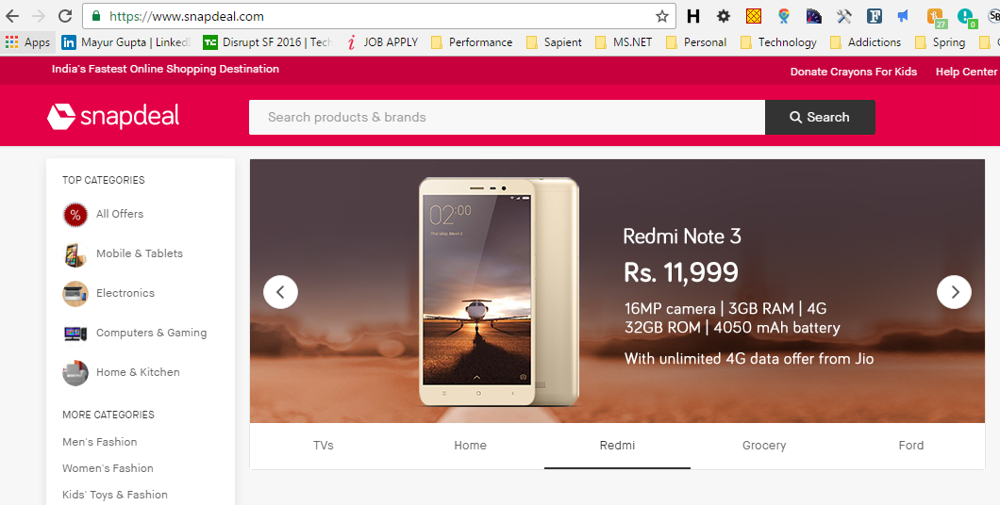 https://www.snapdeal.com
Apps
Mayur Gupta | LinkedI
Disrupt SF 2016 | Tech
JOB APPLY
Performance
Sapient
MS.NET
Personal
Technology
Addictions
Spring
India's Fastest Online Shopping Destination
Donate Crayons For Kids
Help Center
snapdeal
Search products & brands
Search
TOP CATEGORIES
All Offers
Mobile & Tablets
Electronics
Computers & Gaming
Home & Kitchen
MORE CATEGORIES
Men's Fashion
Women's Fashion
Kids' Toys & Fashion
02:00
Redmi Note 3
Rs. 11,999
16MP camera | 3GB RAM | 4G
32GB ROM | 4050 mAh battery
With unlimited 4G data offer from Jio
TVs
Home
Redmi
Grocery
Ford